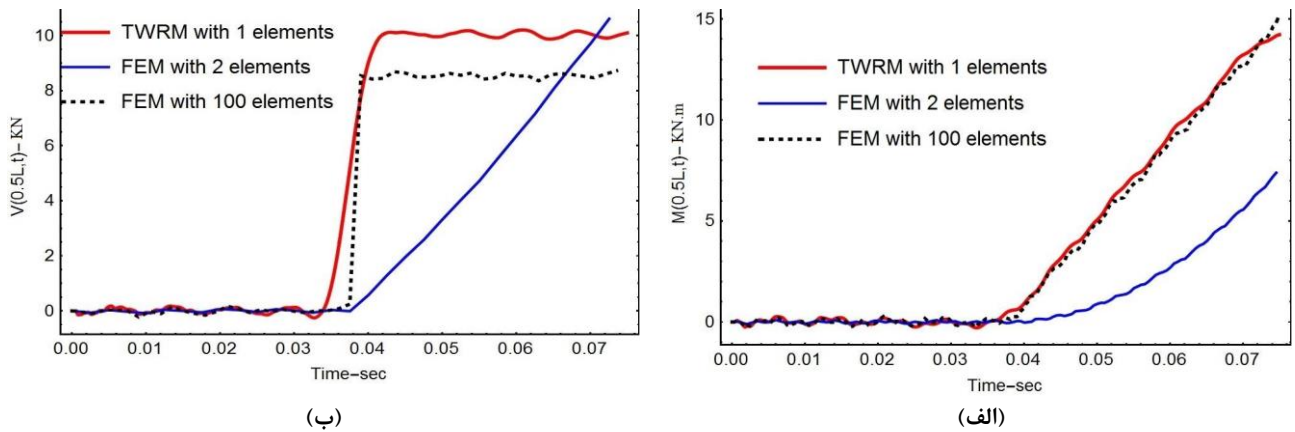 V(0.5L,t)- KN
10
8
6
4
2
0
TWRM with 1 elements
FEM with 2 elements
FEM with 100 elements
0.00 0.01 0.02 0.03 0.04 0.05 0.06 0.07
Time-sec
(ب)
M(0.5L,t)- KN.m
15
10
5
0
TWRM with 1 elements
FEM with 2 elements
FEM with 100 elements
0.00 0.01 0.02 0.03 0.04 0.05 0.06 0.07
Time-sec
(الف)